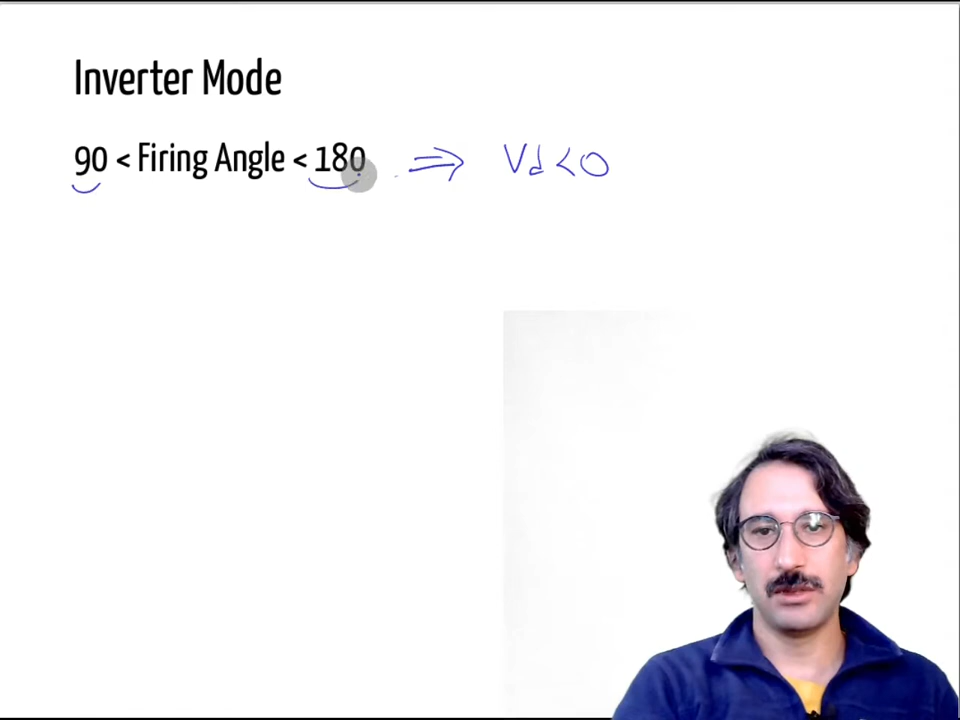 Inverter Mode
90 < Firing Angle < 180 ⇒ Vd < 0